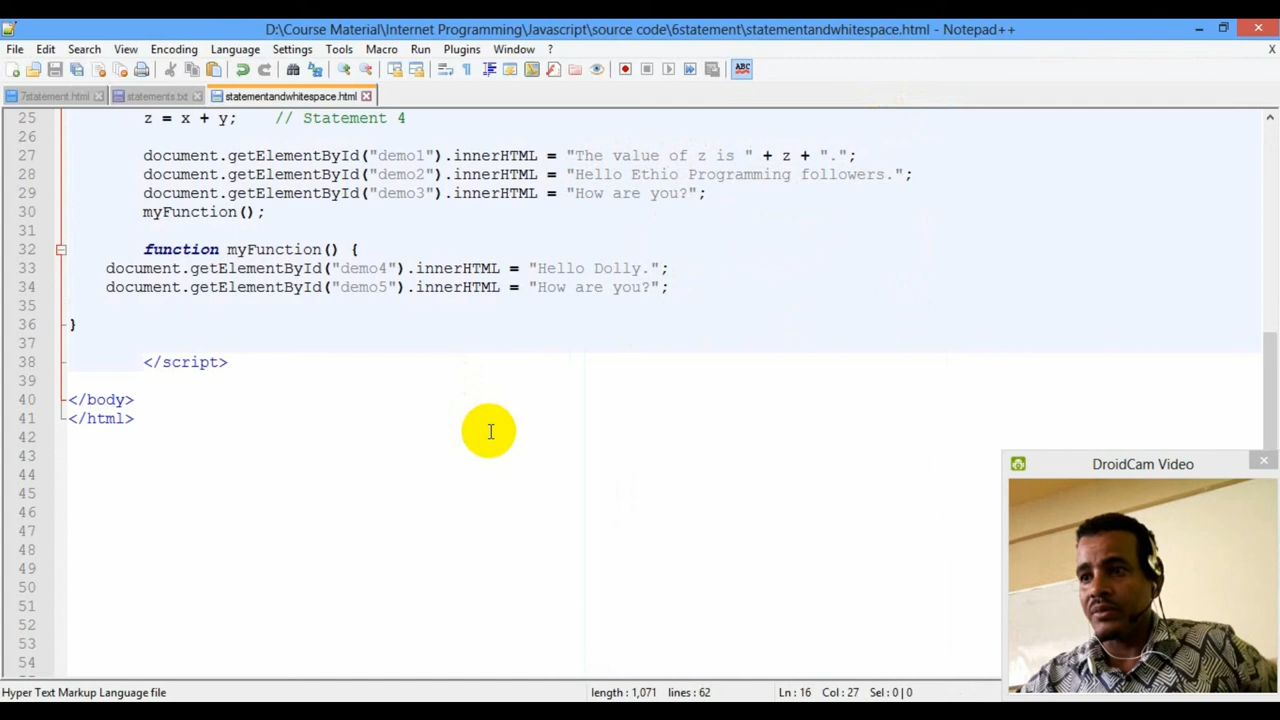 D:\Course Material\Internet Programming\Javascript\source code\6statement\statementandwhitespace.html - Notepad++
File Edit Search View Encoding Language Settings Tools Macro Run Plugins Window ? X
ABC
7statement.html statements.txt statementandwhitespace.html
25 z = x + y; // Statement 4
26
27 document.getElementById("demo1").innerHTML = "The value of z is " + z + ".";
28 document.getElementById("demo2").innerHTML = "Hello Ethio Programming followers.";
29 document.getElementById("demo3").innerHTML = "How are you?";
30 myFunction();
31
32 function myFunction() {
33 document.getElementById("demo4").innerHTML = "Hello Dolly.";
34 document.getElementById("demo5").innerHTML = "How are you?";
35
36 }
37
38 </script>
39
40 </body>
41 </html>
42
43
44
45
46
47
48
49
50
51
52
53
54
DroidCam Video
Hyper Text Markup Language file length : 1,071 lines : 62 Ln : 16 Col : 27 Sel : 0 | 0